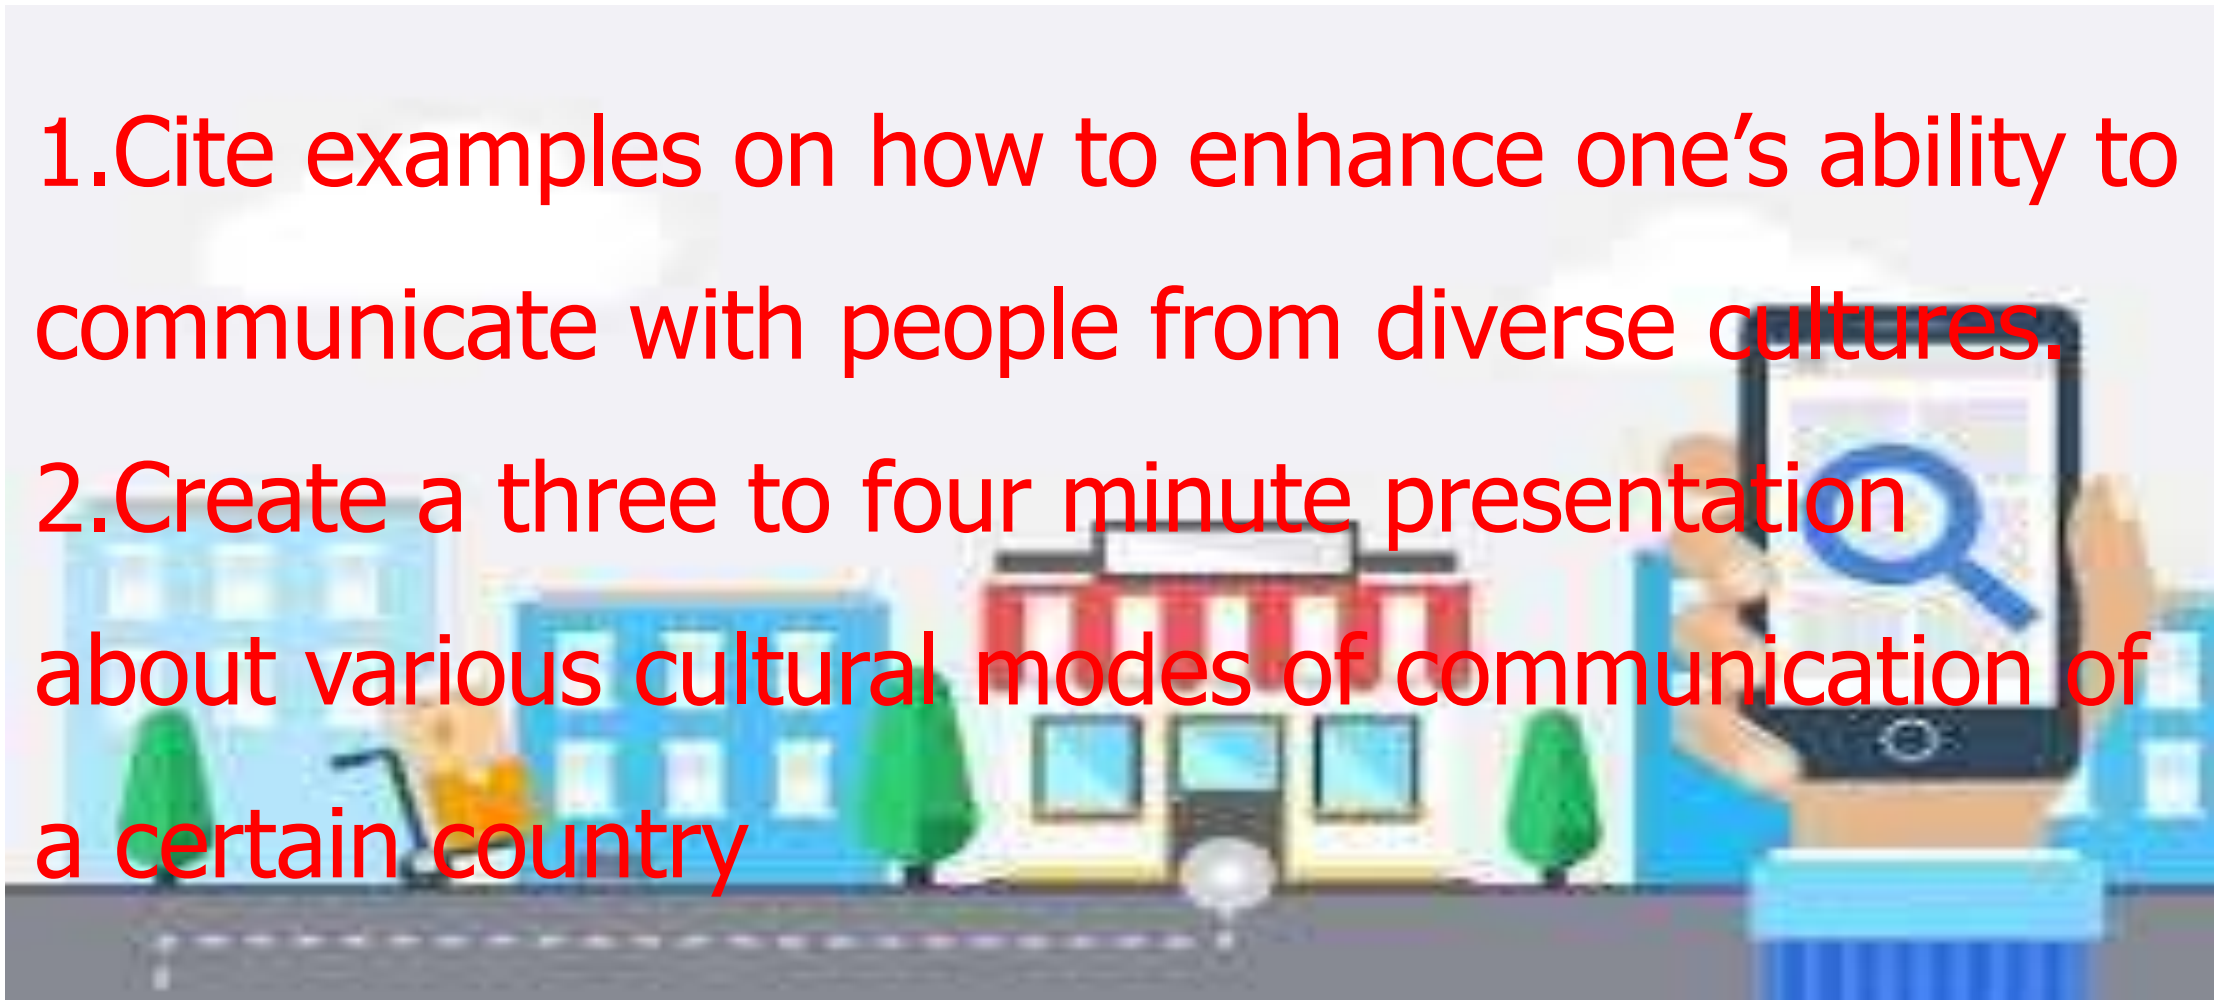 1.Cite examples on how to enhance one’s ability to
communicate with people from diverse cultures.
2.Create a three to four minute presentation
about various cultural modes of communication of
a certain country